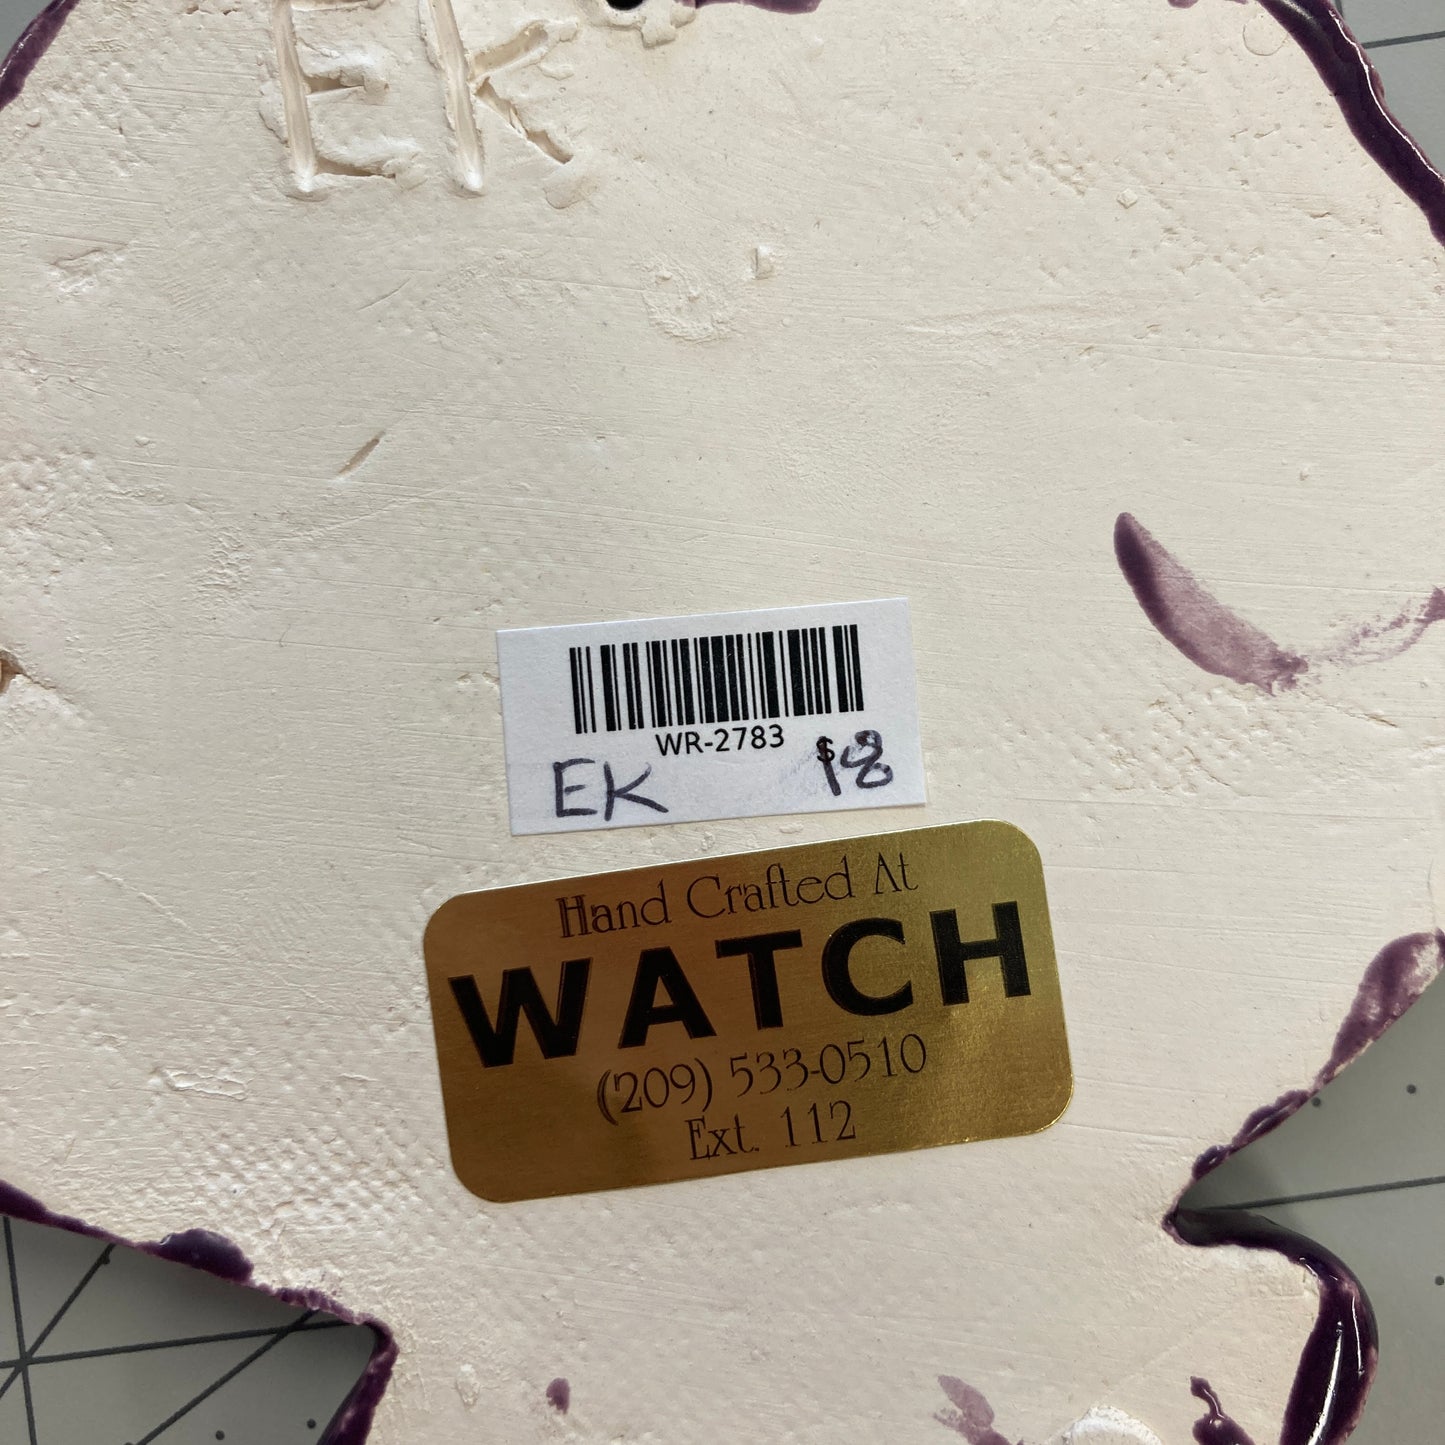 EK
WR-2783
EK $18
Hand Crafted At
WATCH
(209) 533-0510
Ext. 112